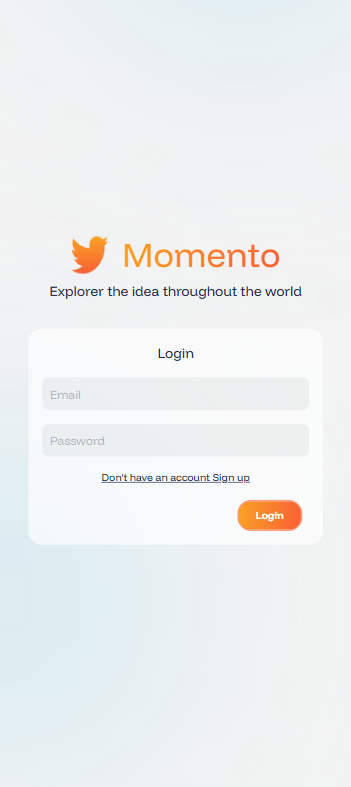 Momento
Explorer the idea throughout the world
Login
Email
Password
Don't have an account Sign up
Login